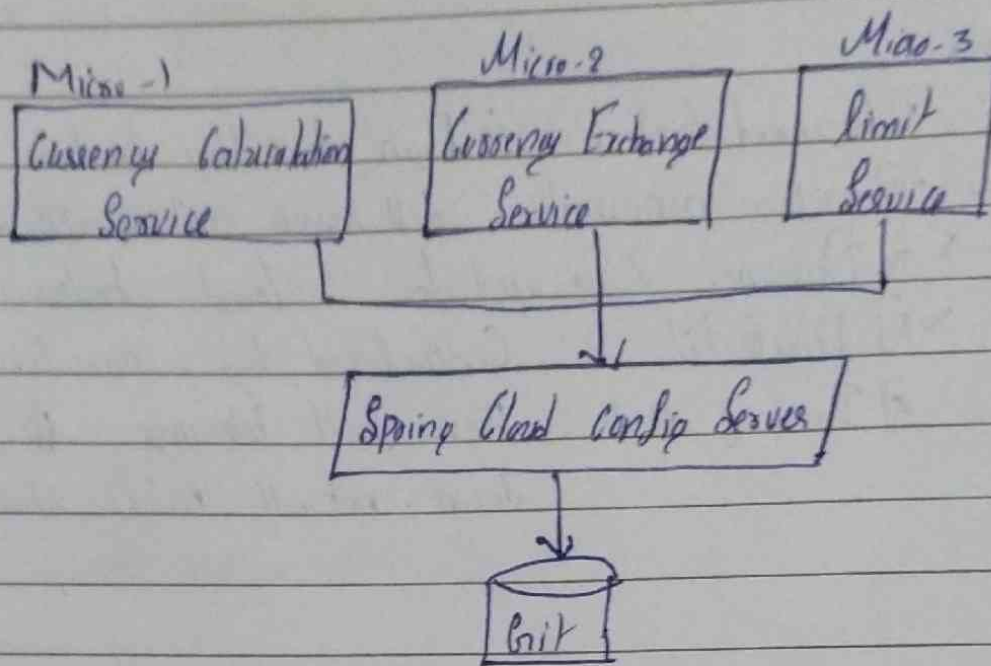 Micro-1
Micro-2
Micro-3
Currency Calculation
Service
Currency Exchange
Service
Limit
Service
Spring Cloud Config Server
Git